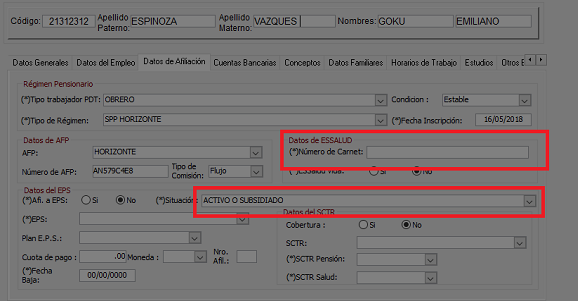 Código: 21312312 Apellido Paterno: ESPINOZA Apellido Materno: VAZQUES Nombres: GOKU EMILIANO
Datos Generales Datos del Empleo Datos de Afiliación Cuentas Bancarias Conceptos Datos Familiares Horarios de Trabajo Estudios Otros E
Régimen Pensionario
(*)Tipo trabajador PDT: OBRERO Condicion : Estable
(*)Tipo de Régimen: SPP HORIZONTE (*)Fecha Inscripción: 16/05/2018
Datos de AFP Datos de ESSALUD
AFP: HORIZONTE (*)Número de Carnet:
Número de AFP: AN579C4E8 Tipo de Comisión: Flujo (*)ESSalud Vida: Si No
Datos del EPS
(*)Afi. a EPS: Si No (*)Situación: ACTIVO O SUBSIDIADO
Datos del SCTR
(*)EPS: Cobertura : Si No
Plan E.P.S.: SCTR:
Cuota de pago : .00 Moneda : Nro. Afil.: (*)SCTR Pensión:
(*)Fecha Baja: 00/00/0000 (*)SCTR Salud: